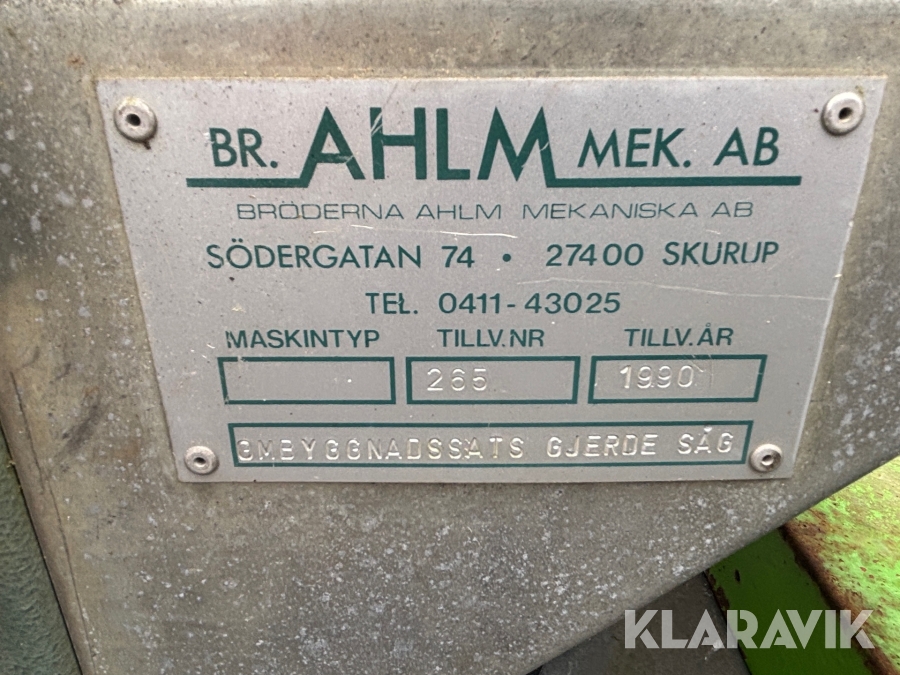 BR. AHLM MEK. AB
BRÖDERNA AHLM MEKANISKA AB
SÖDERGATAN 74 • 27400 SKURUP
TEL. 0411-43025
MASKINTYP TILLV.NR TILLV.ÅR
265 1990
OMBYGGNADSSATS GJERDE SÅG
KLARAVIK